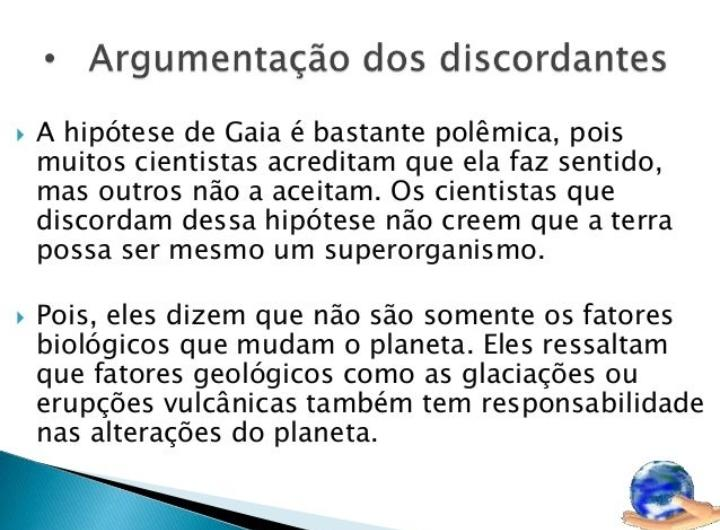 • Argumentação dos discordantes
A hipótese de Gaia é bastante polêmica, pois
muitos cientistas acreditam que ela faz sentido,
mas outros não a aceitam. Os cientistas que
discordam dessa hipótese não creem que a terra
possa ser mesmo um superorganismo.
Pois, eles dizem que não são somente os fatores
biológicos que mudam o planeta. Eles ressaltam
que fatores geológicos como as glaciações ou
erupções vulcânicas também tem responsabilidade
nas alterações do planeta.